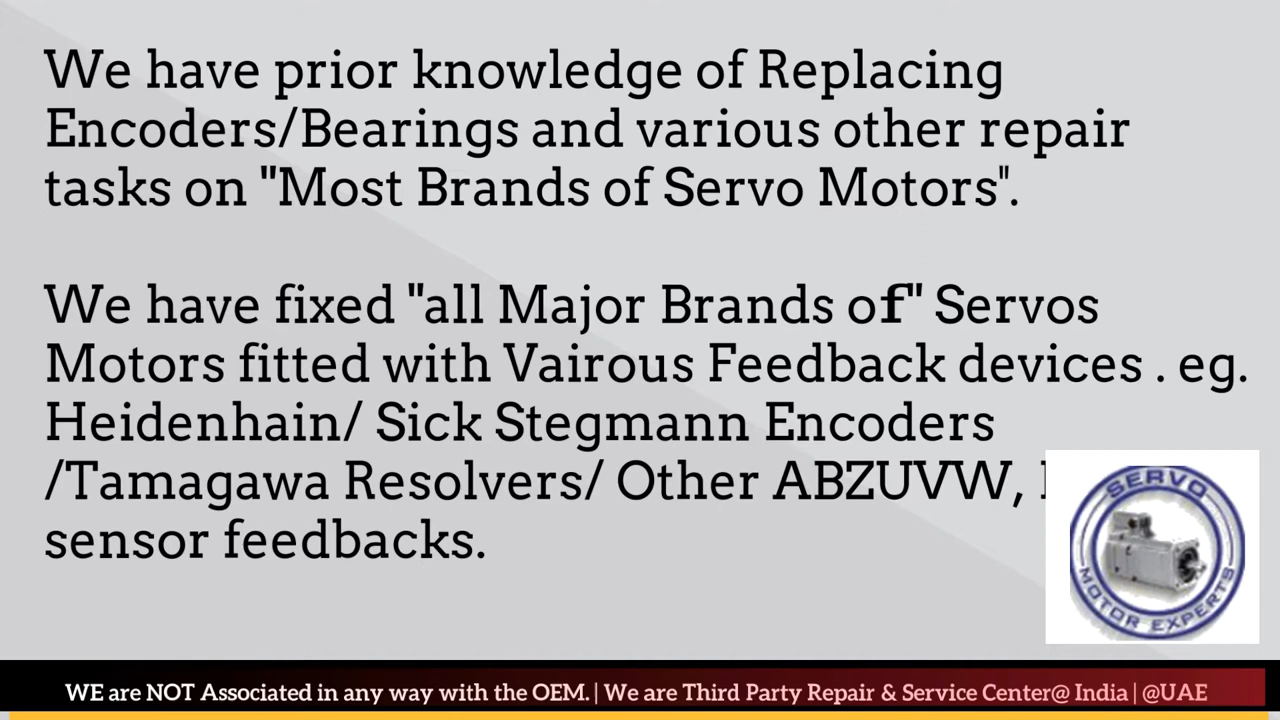 We have prior knowledge of Replacing
Encoders/Bearings and various other repair
tasks on "Most Brands of Servo Motors".
We have fixed "all Major Brands of" Servos
Motors fitted with Vairous Feedback devices . eg.
Heidenhain/ Sick Stegmann Encoders
/Tamagawa Resolvers/ Other ABZUVW,
sensor feedbacks.
SERVO
MOTOR EXPERTS
WE are NOT Associated in any way with the OEM. | We are Third Party Repair & Service Center@ India | @UAE